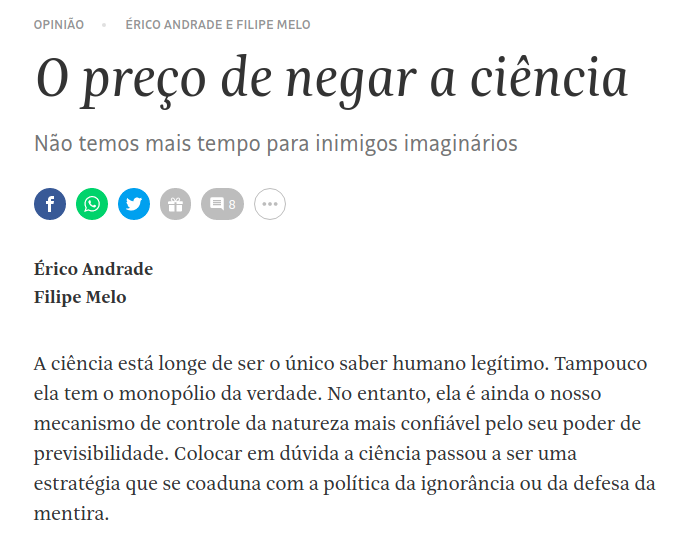 OPINIÃO • ÉRICO ANDRADE E FILIPE MELO
O preço de negar a ciência
Não temos mais tempo para inimigos imaginários
8
Érico Andrade
Filipe Melo
A ciência está longe de ser o único saber humano legítimo. Tampouco
ela tem o monopólio da verdade. No entanto, ela é ainda o nosso
mecanismo de controle da natureza mais confiável pelo seu poder de
previsibilidade. Colocar em dúvida a ciência passou a ser uma
estratégia que se coaduna com a política da ignorância ou da defesa da
mentira.